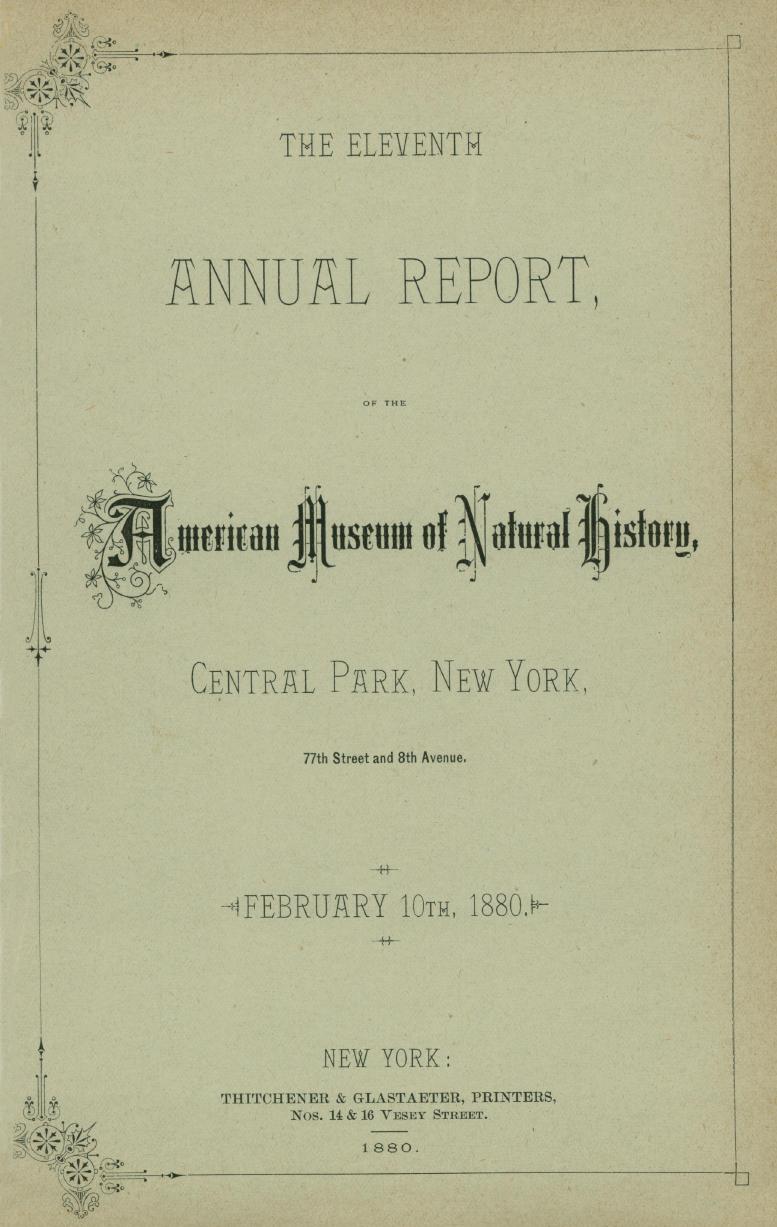 THE ELEVENTH
ANNUAL REPORT,
OF THE
American Museum of Natural History,
CENTRAL PARK, NEW YORK,
77th Street and 8th Avenue.
FEBRUARY 10TH, 1880.
NEW YORK:
THITCHENER & GLASTAETER, PRINTERS,
NOS. 14 & 16 VESEY STREET.
1880.